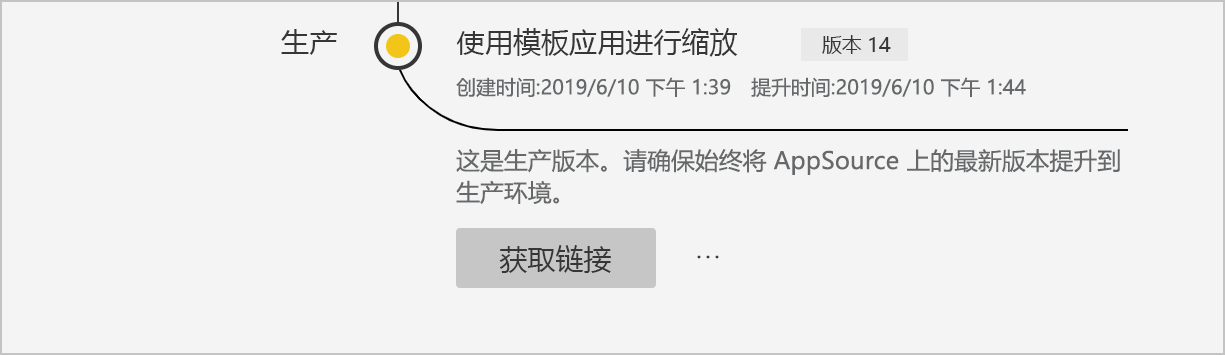 生产 使用模板应用进行缩放 版本 14
创建时间:2019/6/10 下午 1:39 提升时间:2019/6/10 下午 1:44
这是生产版本。请确保始终将 AppSource 上的最新版本提升到
生产环境。
获取链接 ...